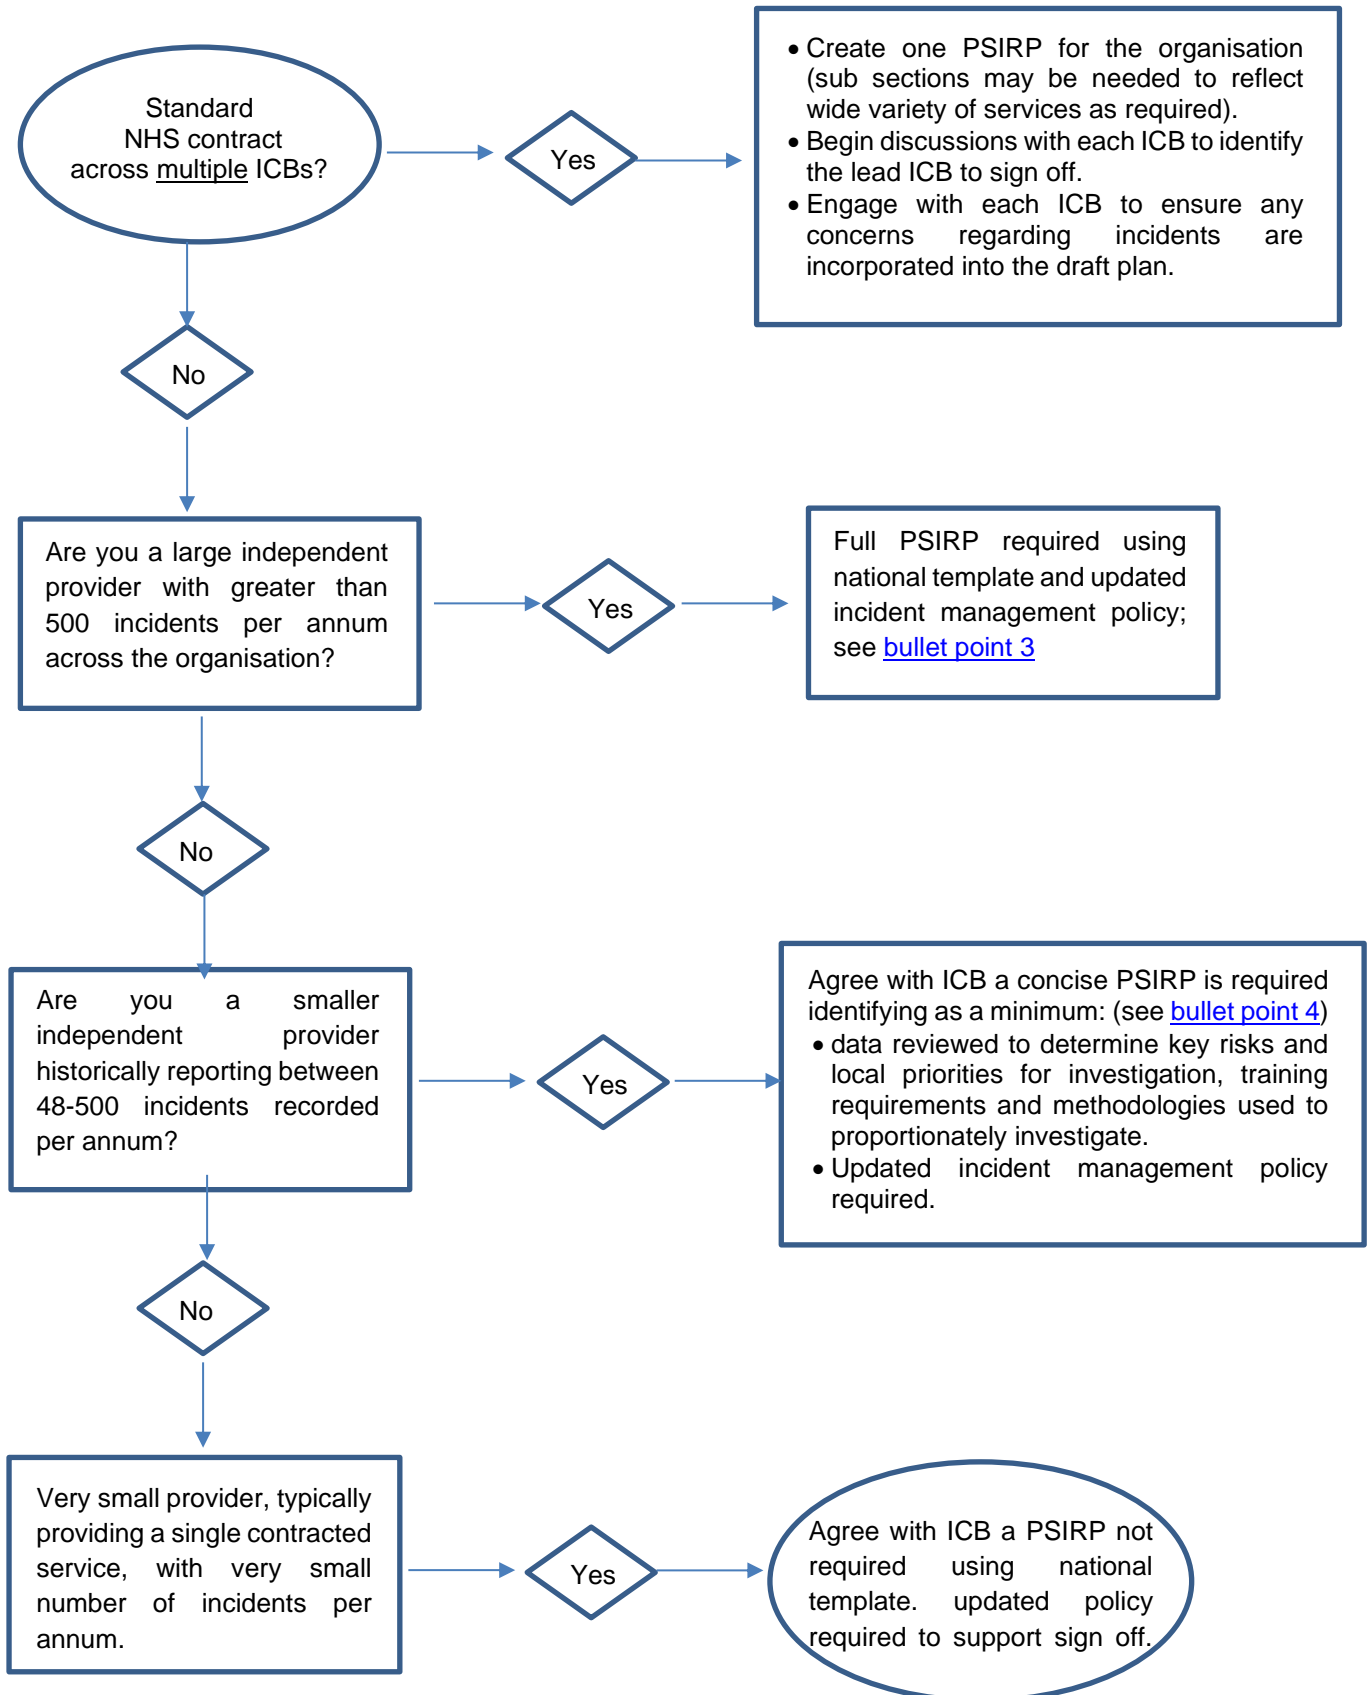 Standard
NHS contract
across multiple ICBs?
Yes
• Create one PSIRP for the organisation
(sub sections may be needed to reflect
wide variety of services as required).
• Begin discussions with each ICB to identify
the lead ICB to sign off.
• Engage with each ICB to ensure any
concerns regarding incidents are
incorporated into the draft plan.
No
Are you a large independent
provider with greater than
500 incidents per annum
across the organisation?
Yes
Full PSIRP required using
national template and updated
incident management policy;
see bullet point 3
No
Are you a smaller
independent provider
historically reporting between
48-500 incidents recorded
per annum?
Yes
Agree with ICB a concise PSIRP is required
identifying as a minimum: (see bullet point 4)
• data reviewed to determine key risks and
local priorities for investigation, training
requirements and methodologies used to
proportionately investigate.
• Updated incident management policy
required.
No
Very small provider, typically
providing a single contracted
service, with very small
number of incidents per
annum.
Yes
Agree with ICB a PSIRP not
required using national
template. updated policy
required to support sign off.